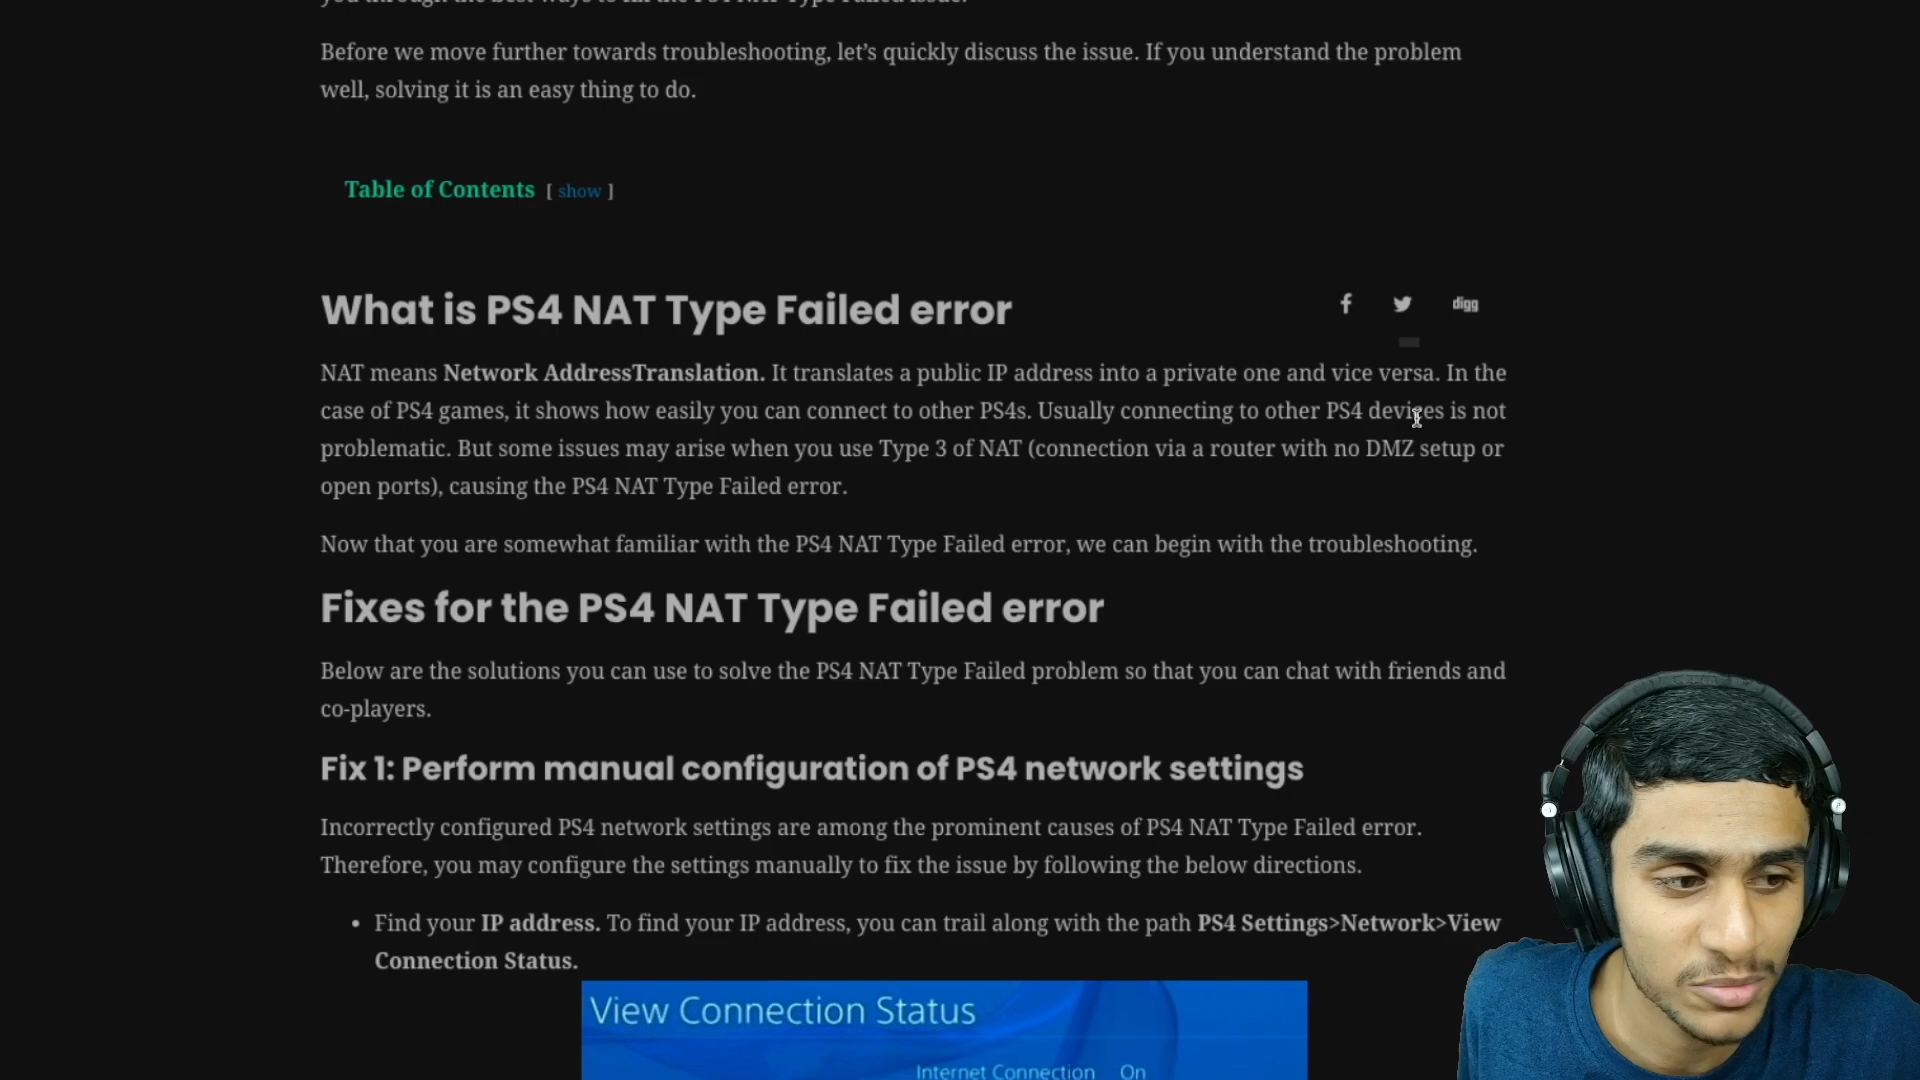 Before we move further towards troubleshooting, let’s quickly discuss the issue. If you understand the problem
well, solving it is an easy thing to do.
Table of Contents [ show ]
What is PS4 NAT Type Failed error
digg
NAT means Network AddressTranslation. It translates a public IP address into a private one and vice versa. In the
case of PS4 games, it shows how easily you can connect to other PS4s. Usually connecting to other PS4 devices is not
problematic. But some issues may arise when you use Type 3 of NAT (connection via a router with no DMZ setup or
open ports), causing the PS4 NAT Type Failed error.
Now that you are somewhat familiar with the PS4 NAT Type Failed error, we can begin with the troubleshooting.
Fixes for the PS4 NAT Type Failed error
Below are the solutions you can use to solve the PS4 NAT Type Failed problem so that you can chat with friends and
co-players.
Fix 1: Perform manual configuration of PS4 network settings
Incorrectly configured PS4 network settings are among the prominent causes of PS4 NAT Type Failed error.
Therefore, you may configure the settings manually to fix the issue by following the below directions.
• Find your IP address. To find your IP address, you can trail along with the path PS4 Settings>Network>View
Connection Status.
View Connection Status
Internet Connection On